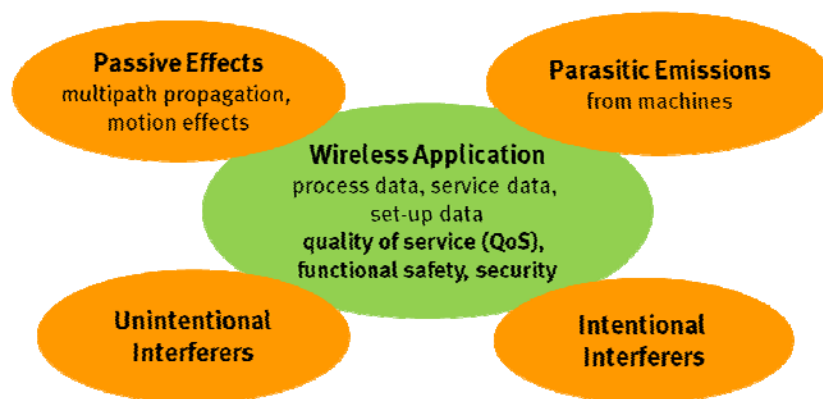 Passive Effects
multipath propagation,
motion effects
Parasitic Emissions
from machines
Wireless Application
process data, service data,
set-up data
quality of service (QoS),
functional safety, security
Unintentional
Interferers
Intentional
Interferers